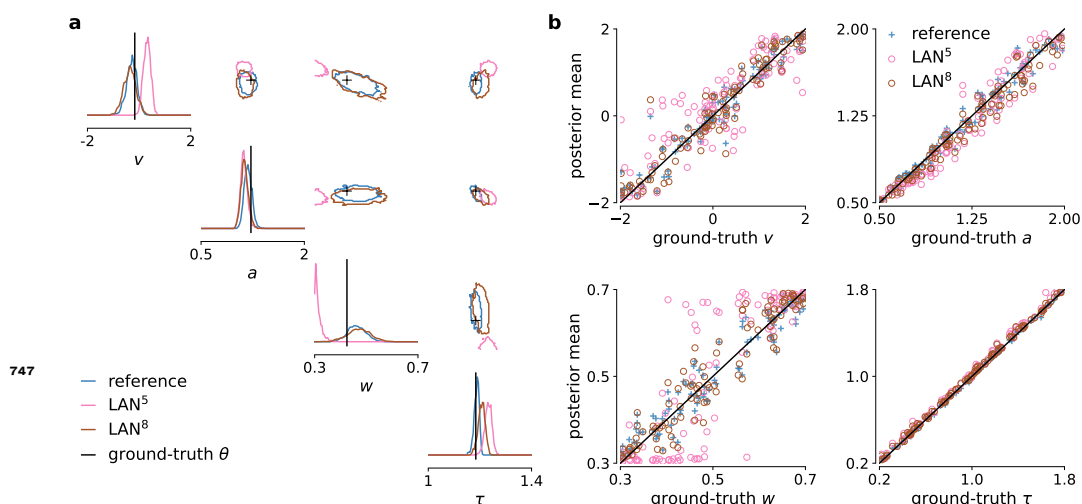 a
-2
2
v
0.5
2
a
0.3
0.7
w
1
1.4
τ
747
reference
LAN⁵
LAN⁸
ground-truth θ
b
posterior mean
2
0
−2
−2
0
2
ground-truth v
2.00
1.25
0.50
0.50
1.25
2.00
ground-truth a
reference
LAN⁵
LAN⁸
posterior mean
0.7
0.5
0.3
0.3
0.5
0.7
ground-truth w
1.8
1.0
0.2
0.2
1.0
1.8
ground-truth τ